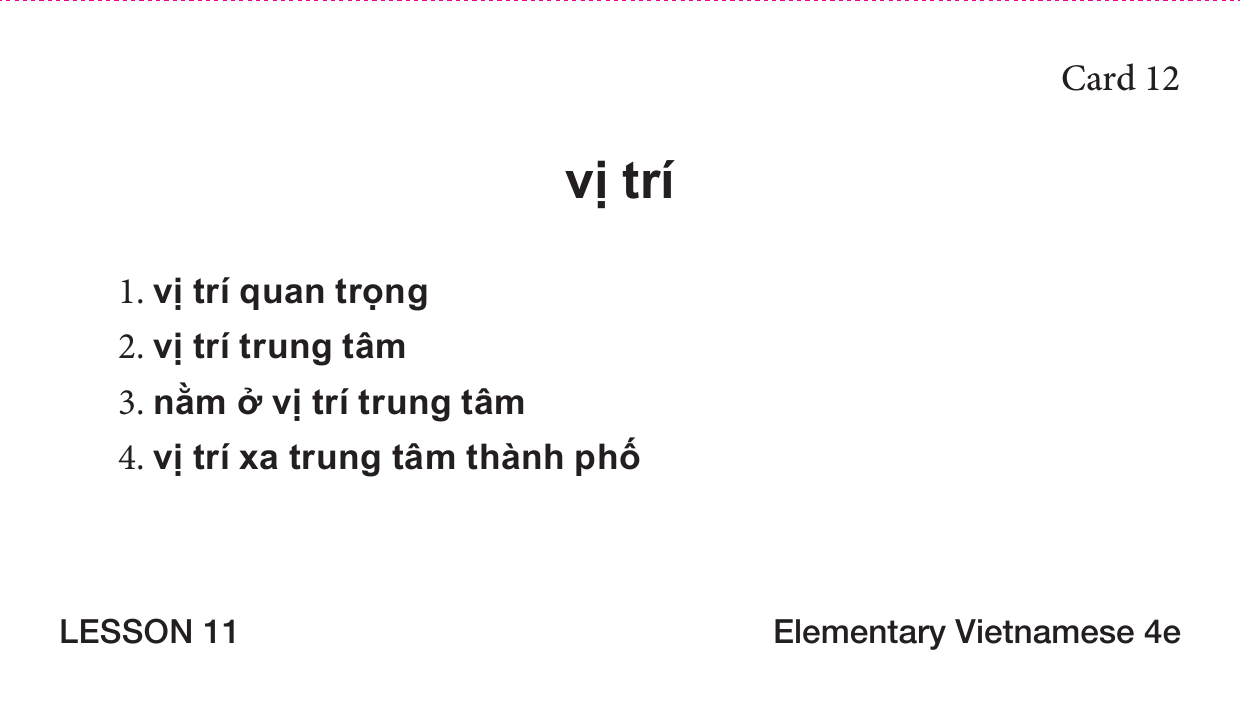 Card 12
vị trí
1. vị trí quan trọng
2. vị trí trung tâm
3. nằm ở vị trí trung tâm
4. vị trí xa trung tâm thành phố
LESSON 11
Elementary Vietnamese 4e